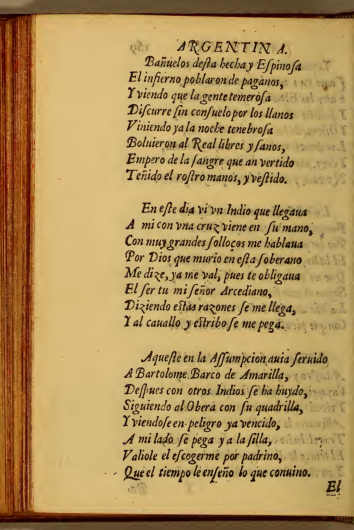 ARGENTINA.
Bañuelos desta hecha y Espinosa
El infierno poblaron de paganos,
Y viendo que la gente temerosa
Discurre sin consuelo por los llanos
Viniendo ya la noche tenebrosa
Boluieron al Real libres y sanos,
Empero de la sangre que an vertido
Teñido el rostro manos, y vestido.
En este dia vi vn Indio que llegaua
A mi con vna cruz viene en su mano,
Con muy grandes solloços me hablaua
Por Dios que murio en esta soberano
Me dize, ya me val, pues te obligaua
El ser tu mi señor Arcediano,
Diziendo estas razones se me llega,
Y al cauallo y estribo se me pega.
Aqueste en la Assumpcion auia seruido
A Bartolome Barco de Amarilla,
Despues con otros Indios se ha huydo,
Siguiendo al Obera con su quadrilla,
Y viendose en peligro ya vencido,
A mi lado se pega y a la silla,
Valiole el escogerme por padrino,
Que el tiempo le enseño lo que conuino.
El